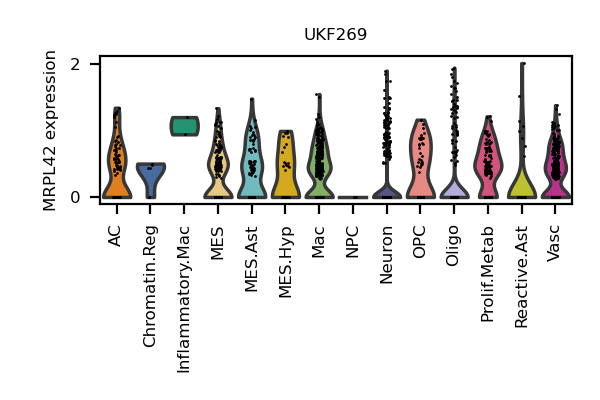 UKF269
MRPL42 expression
2
0
AC
Chromatin.Reg
Inflammatory.Mac
MES
MES.Ast
MES.Hyp
Mac
NPC
Neuron
OPC
Oligo
Prolif.Metab
Reactive.Ast
Vasc